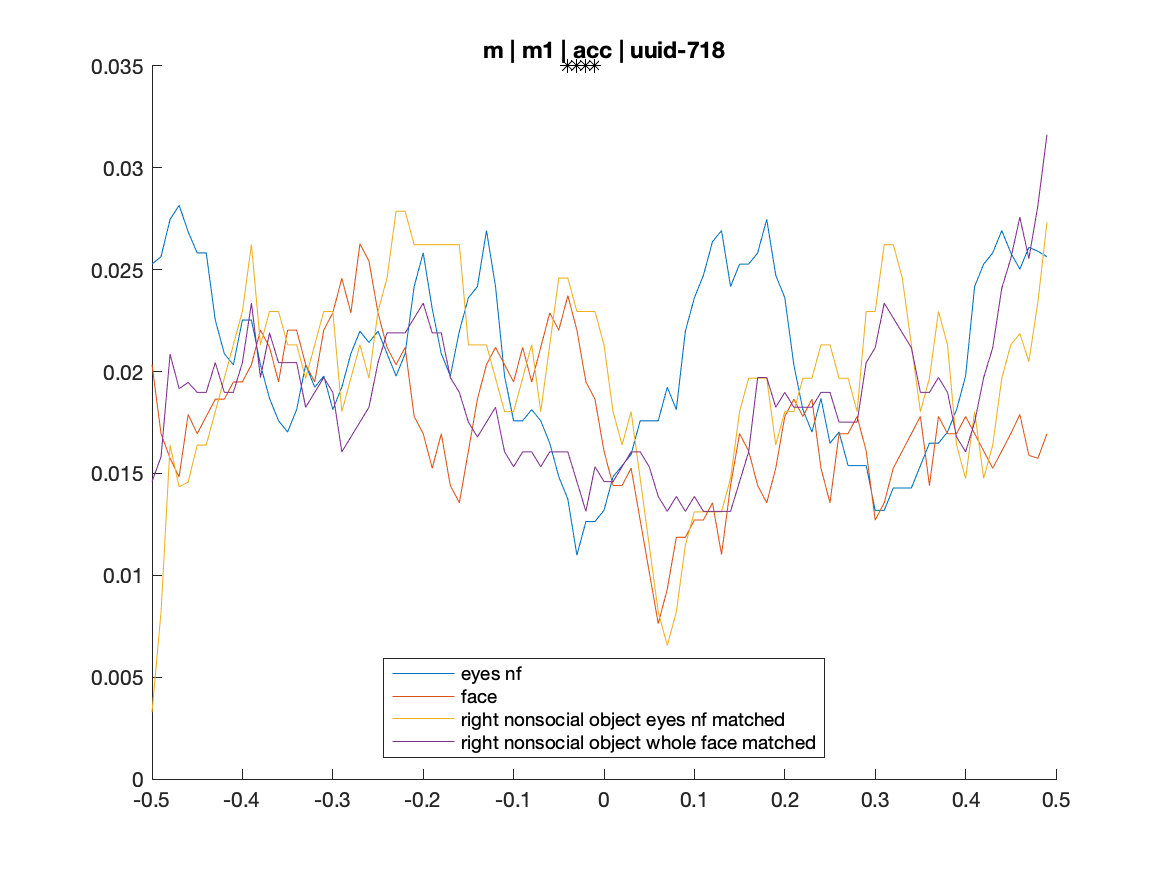 m | m1 | acc | uuid-718
****
0.035
0.03
0.025
0.02
0.015
0.01
0.005
0
eyes nf
face
right nonsocial object eyes nf matched
right nonsocial object whole face matched
-0.5 -0.4 -0.3 -0.2 -0.1 0 0.1 0.2 0.3 0.4 0.5